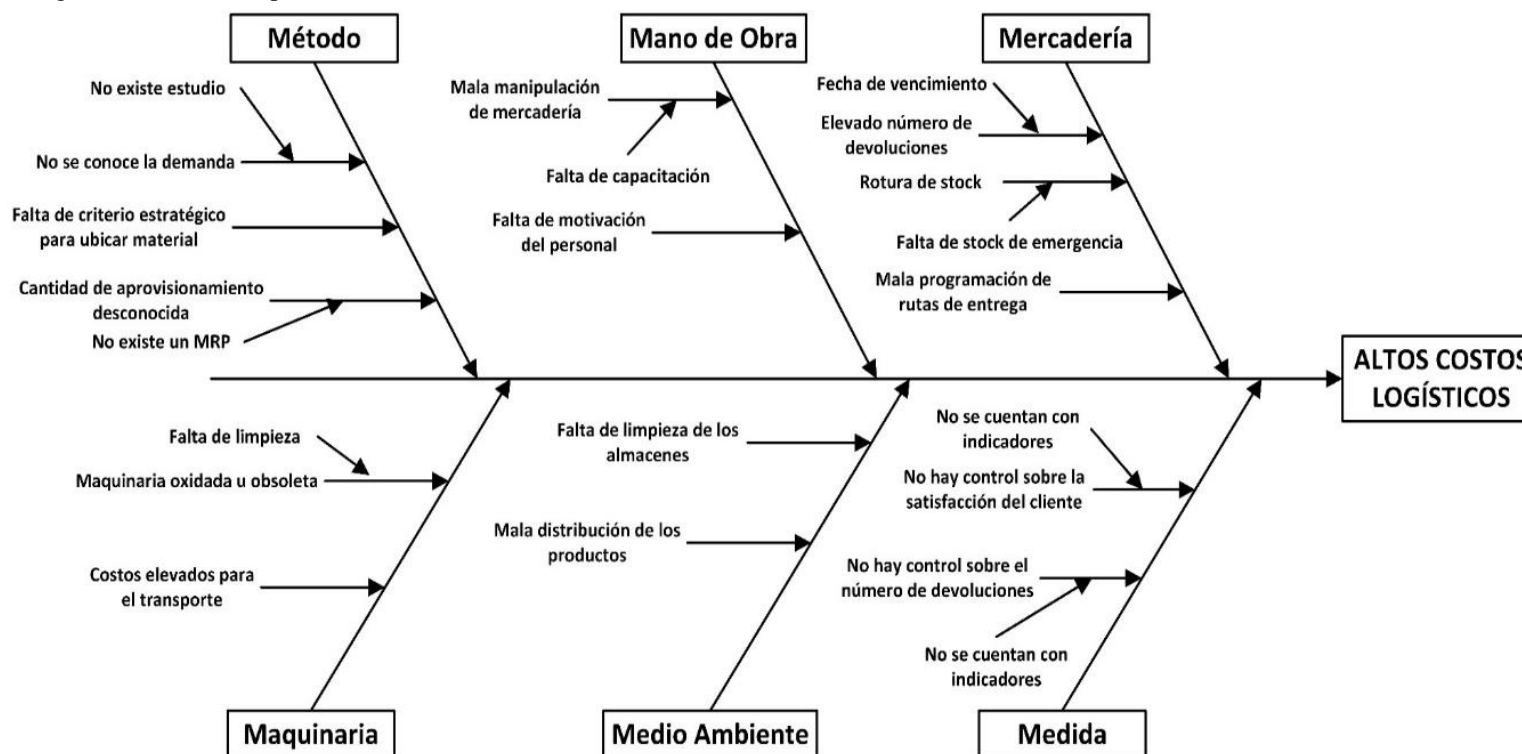 Método
Mano de Obra
Mercadería
No existe estudio
No se conoce la demanda
Falta de criterio estratégico
para ubicar material
Cantidad de aprovisionamiento
desconocida
No existe un MRP
Mala manipulación
de mercadería
Falta de capacitación
Falta de motivación
del personal
Fecha de vencimiento
Elevado número de
devoluciones
Rotura de stock
Falta de stock de emergencia
Mala programación de
rutas de entrega
ALTOS COSTOS
LOGÍSTICOS
Falta de limpieza
Maquinaria oxidada u obsoleta
Costos elevados para
el transporte
Falta de limpieza de los
almacenes
Mala distribución de los
productos
No se cuentan con
indicadores
No hay control sobre la
satisfacción del cliente
No hay control sobre el
número de devoluciones
No se cuentan con
indicadores
Maquinaria
Medio Ambiente
Medida